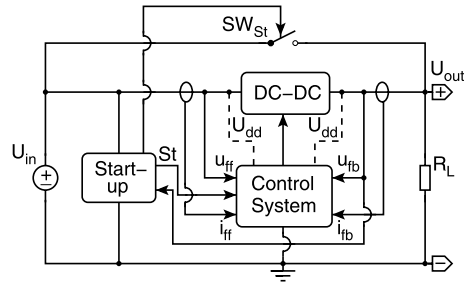 SW_St
U_out
DC–DC
U_in
U_dd
U_dd
St
u_ff
u_fb
Start–
up
Control
System
R_L
i_ff
i_fb